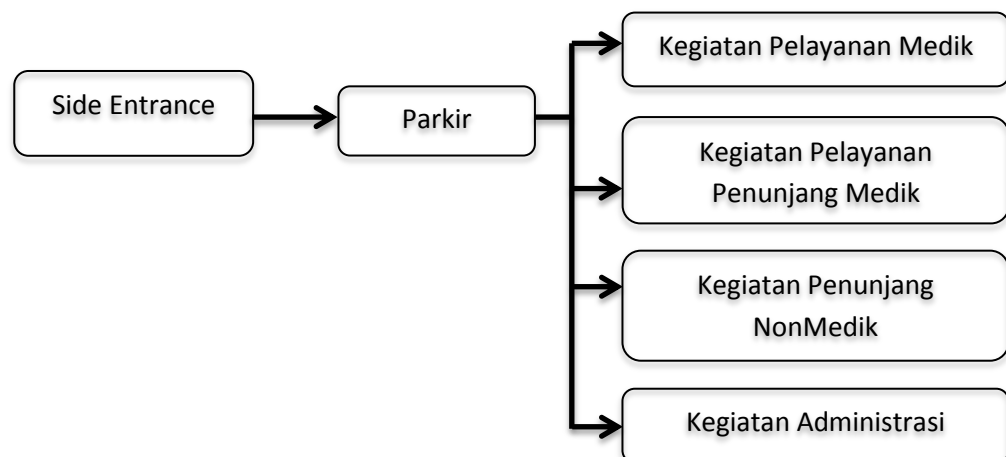 Side Entrance
Parkir
Kegiatan Pelayanan Medik
Kegiatan Pelayanan
Penunjang Medik
Kegiatan Penunjang
NonMedik
Kegiatan Administrasi